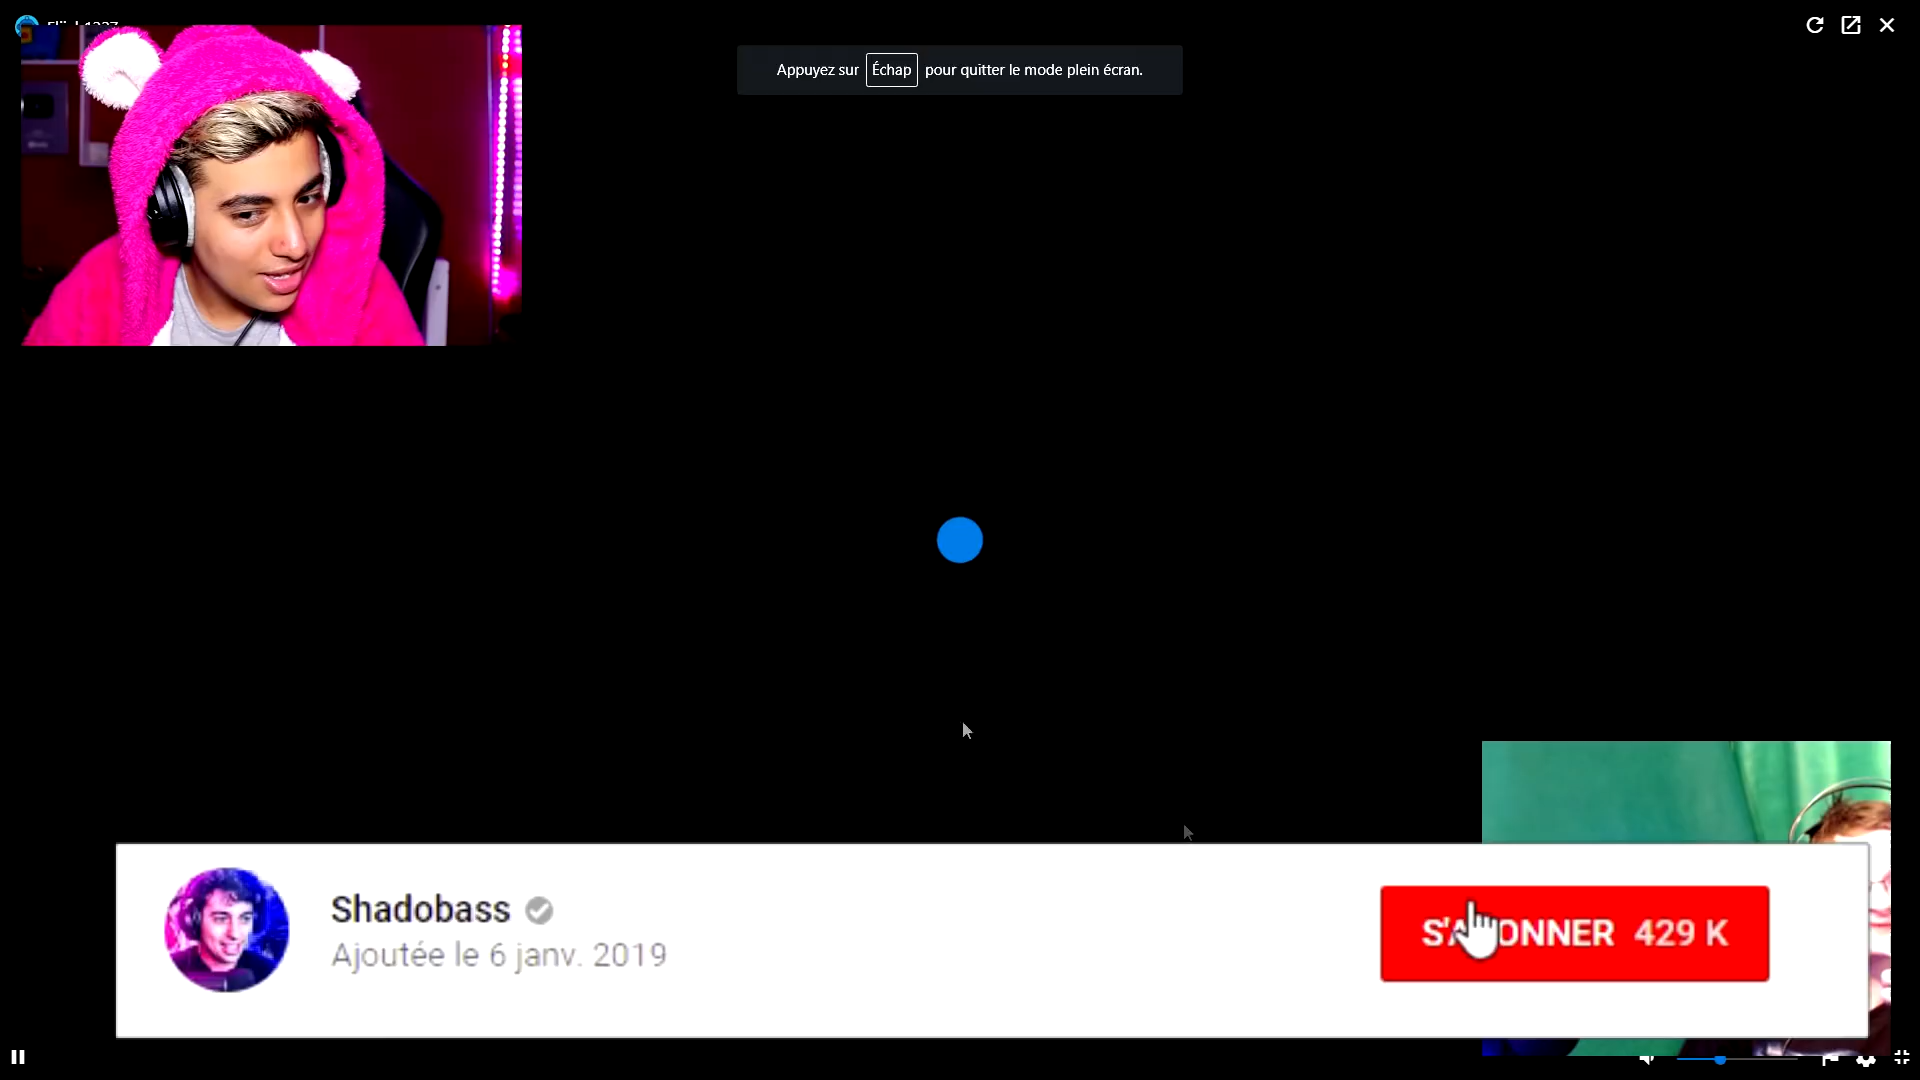 Appuyez sur Échap pour quitter le mode plein écran.
Shadobass
Ajoutée le 6 janv. 2019
429 K